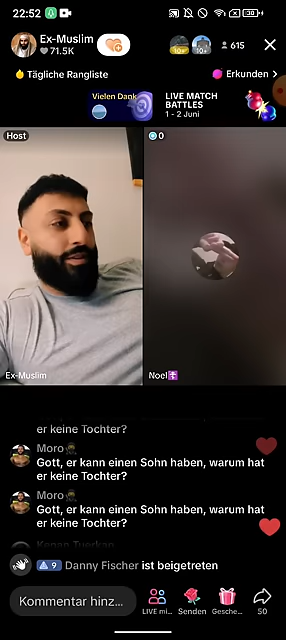 22:52
Ex-Muslim
71.5K
10+
10+
615
Tägliche Rangliste
Erkunden >
Vielen Dank
LIVE MATCH
BATTLES
1 - 2 Juni
Host
0
Ex-Muslim
Noel✝️
er keine Tochter?
Moro
Gott, er kann einen Sohn haben, warum hat
er keine Tochter?
Moro
Gott, er kann einen Sohn haben, warum hat
er keine Tochter?
Kenan
9 Danny Fischer ist beigetreten
Kommentar hinz...
LIVE mi...
Senden
Gesche...
50